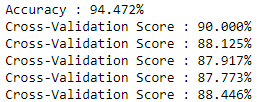 Accuracy : 94.472%
Cross-Validation Score : 90.000%
Cross-Validation Score : 88.125%
Cross-Validation Score : 87.917%
Cross-Validation Score : 87.773%
Cross-Validation Score : 88.446%